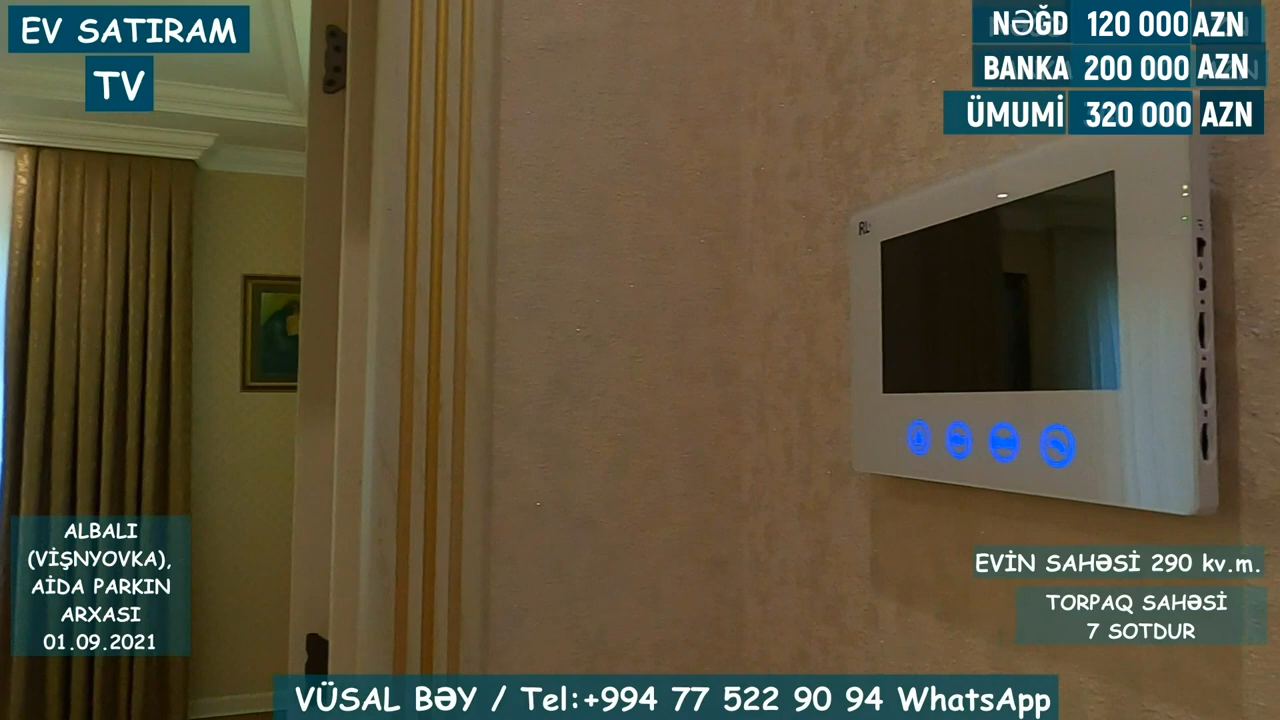 EV SATIRAM
TV
NƏĞD 120 000 AZN
BANKA 200 000 AZN
ÜMUMİ 320 000 AZN
RL
ALBALI
(VİŞNYOVKA),
AİDA PARKIN
ARXASI
01.09.2021
EVİN SAHƏSİ 290 kv.m.
TORPAQ SAHƏSİ
7 SOTDUR
VÜSAL BƏY / Tel:+994 77 522 90 94 WhatsApp